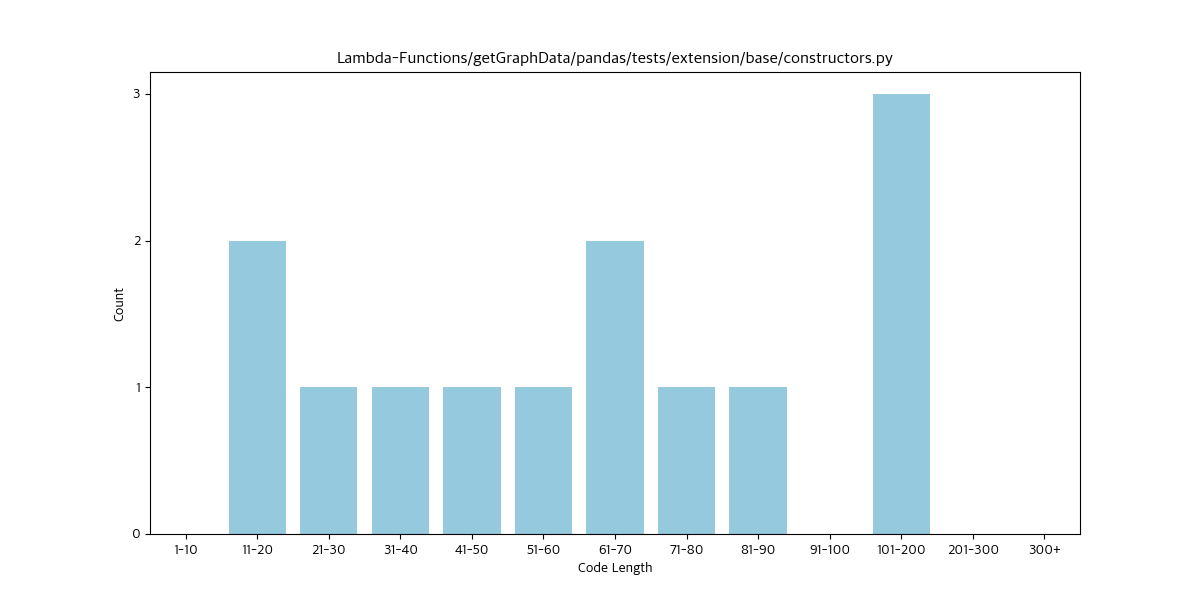 Lambda-Functions/getGraphData/pandas/tests/extension/base/constructors.py
3
2
1
0
Count
1-10 11-20 21-30 31-40 41-50 51-60 61-70 71-80 81-90 91-100 101-200 201-300 300+
Code Length